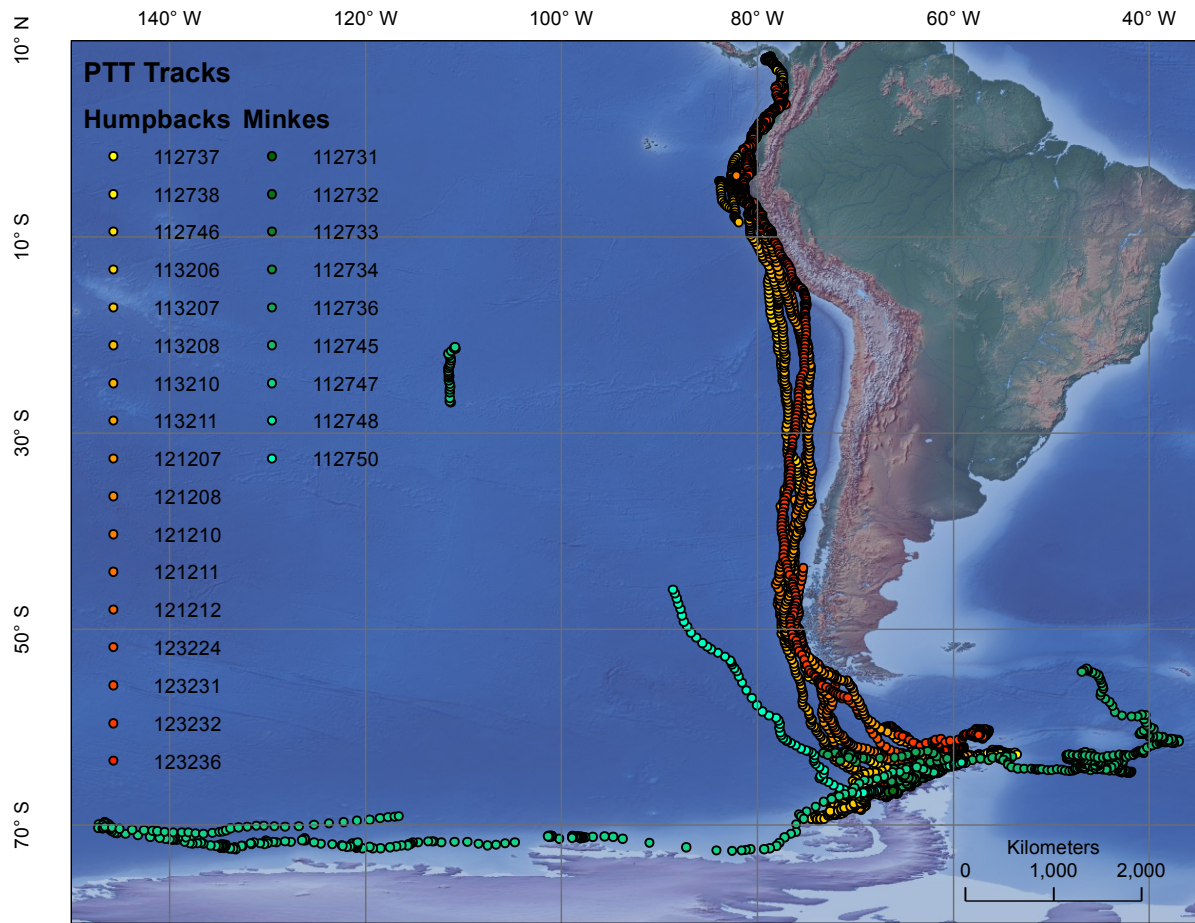 140° W 120° W 100° W 80° W 60° W 40° W
10° N
PTT Tracks
Humpbacks Minkes
112737 112731
112738 112732
112746 112733
113206 112734
113207 112736
113208 112745
113210 112747
113211 112748
121207 112750
121208
121210
121211
121212
123224
123231
123232
123236
10° S
30° S
50° S
70° S
Kilometers
0 1,000 2,000